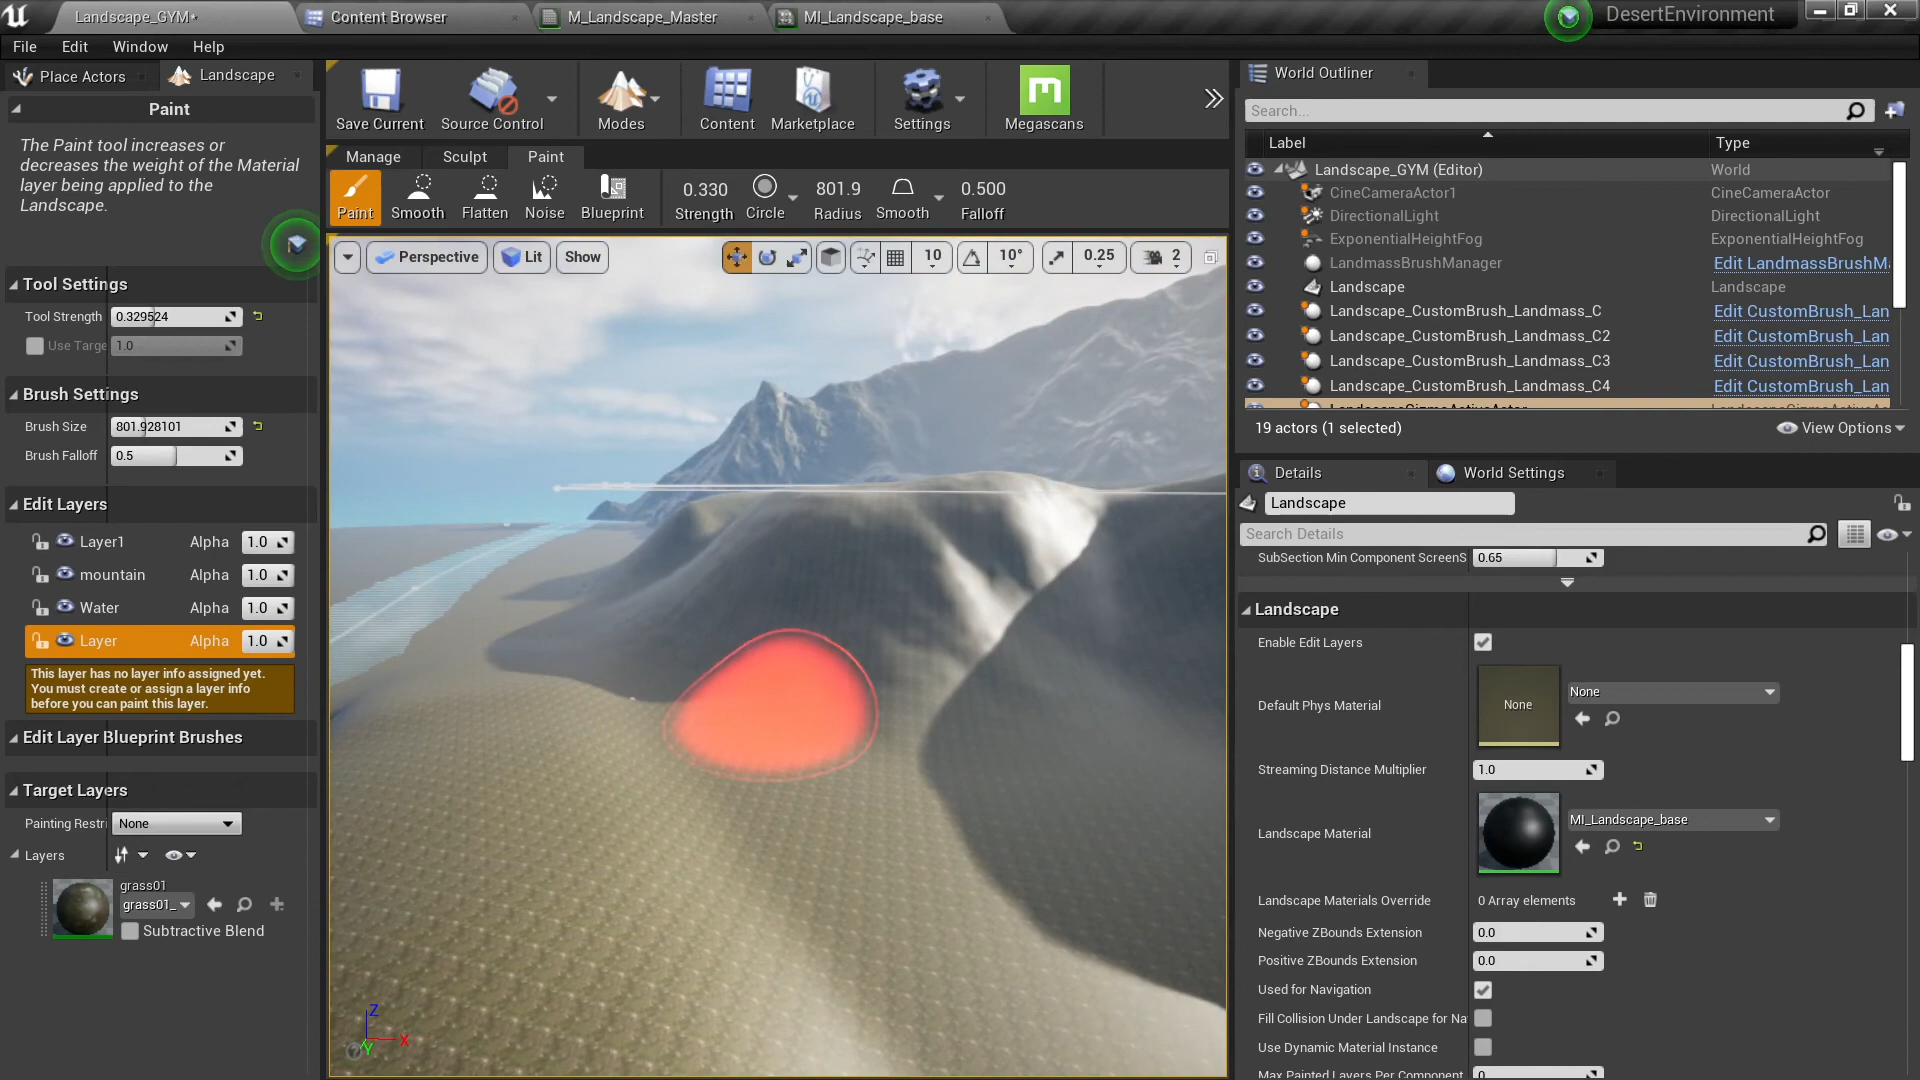 Landscape_GYM*
Content Browser
M_Landscape_Master
MI_Landscape_base
DesertEnvironment
File
Edit
Window
Help
Place Actors
Landscape
Paint
The Paint tool increases or
decreases the weight of the Material
layer being applied to the
Landscape.
Tool Settings
Tool Strength
0.329524
Use Targe
1.0
Brush Settings
Brush Size
801.928101
Brush Falloff
0.5
Edit Layers
Layer1 Alpha 1.0
mountain Alpha 1.0
Water Alpha 1.0
Layer Alpha 1.0
This layer has no layer info assigned yet.
You must create or assign a layer info
before you can paint this layer.
Edit Layer Blueprint Brushes
Target Layers
Painting Restri
None
Layers
grass01
grass01_
Subtractive Blend
Save Current
Source Control
Modes
Content
Marketplace
Settings
Megascans
Manage
Sculpt
Paint
Paint
Smooth
Flatten
Noise
Blueprint
0.330
Strength
Circle
801.9
Radius
Smooth
0.500
Falloff
Perspective
Lit
Show
10
10°
0.25
2
Z
X
Y
World Outliner
Search...
Label
Type
Landscape_GYM (Editor) World
CineCameraActor1 CineCameraActor
DirectionalLight DirectionalLight
ExponentialHeightFog ExponentialHeightFog
LandmassBrushManager Edit LandmassBrushM
Landscape Landscape
Landscape_CustomBrush_Landmass_C Edit CustomBrush_Lan
Landscape_CustomBrush_Landmass_C2 Edit CustomBrush_Lan
Landscape_CustomBrush_Landmass_C3 Edit CustomBrush_Lan
Landscape_CustomBrush_Landmass_C4 Edit CustomBrush_Lan
19 actors (1 selected)
View Options
Details
World Settings
Landscape
Search Details
SubSection Min Component ScreenS 0.65
Landscape
Enable Edit Layers
Default Phys Material
None
None
Streaming Distance Multiplier 1.0
Landscape Material
MI_Landscape_base
Landscape Materials Override 0 Array elements
Negative ZBounds Extension 0.0
Positive ZBounds Extension 0.0
Used for Navigation
Fill Collision Under Landscape for Na
Use Dynamic Material Instance
Max Painted Layers Per Component 0